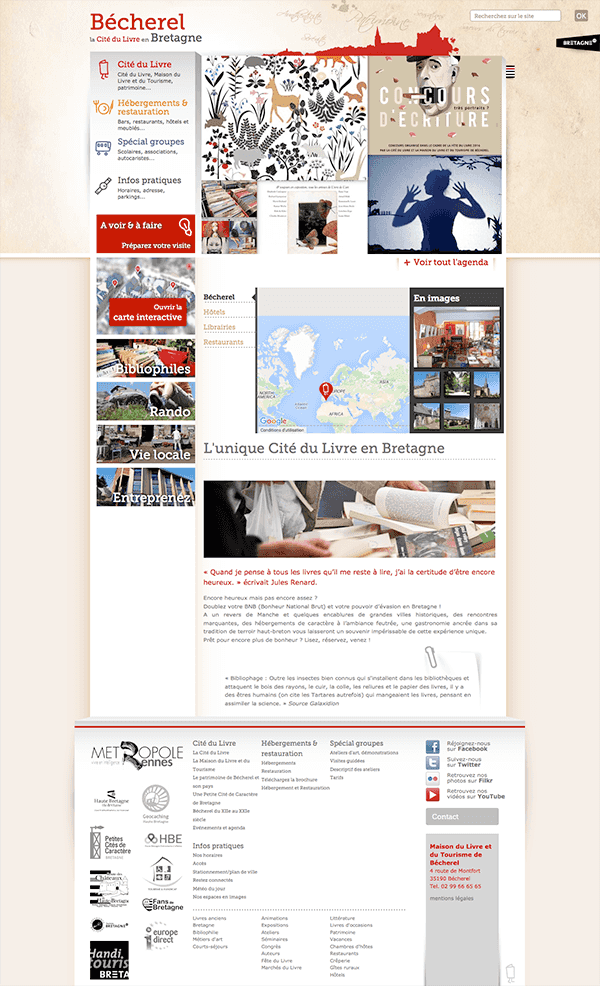 Bécherel
la Cité du Livre en Bretagne
Recherchez sur le site
OK
BRETAGNE
Cité du Livre
Cité du Livre, Maison du
Livre et du Tourisme,
patrimoine...
Hébergements &
restauration
Bars, restaurants, hôtels et
meublés...
Spécial groupes
Scolaires, associations,
autocaristes...
Infos pratiques
Horaires, adresse,
parkings...
A voir & à faire
Préparez votre visite
Ouvrir la
carte interactive
Bibliophiles
Rando
Vie locale
Entreprenez
CONCOURS
très portraits ?
D'ÉCRITURE
+ Voir tout l'agenda
Bécherel
Hôtels
Librairies
Restaurants
NORTH
AMERICA
EUROPE
ASIA
AFRICA
Google
Conditions d'utilisation
En images
L'unique Cité du Livre en Bretagne
« Quand je pense à tous les livres qu'il me reste à lire, j'ai la certitude d'être encore
heureux. » écrivait Jules Renard.
Encore heureux mais pas encore assez ?
Doublez votre BNB (Bonheur National Brut) et votre pouvoir d'évasion en Bretagne !
A un revers de Manche et quelques encablures de grandes villes historiques, des rencontres
marquantes, des hébergements de caractère à l'ambiance feutrée, une gastronomie ancrée dans sa
tradition de terroir haut-breton vous laisseront un souvenir impérissable de cette expérience unique.
Prêt pour encore plus de bonheur ? Lisez, réservez, venez !
« Bibliophage : Outre les insectes bien connus qui s'installent dans les bibliothèques et
attaquent le bois des rayons, le cuir, la colle, les reliures et le papier des livres, il y a
des êtres humains (on cite les Tartares autrefois) qui mangeaient les livres, pensant en
assimiler la science. » Source Galaxidion
METROPOLE
Rennes
Haute Bretagne
Geocaching
Petites
Cités de
Caractère
BRETAGNE
HBE
Fans de
Bretagne
europe
direct
Handi
touris
BRETA
Cité du Livre
La Cité du Livre
La Maison du Livre et du
Tourisme
Le patrimoine de Bécherel et
son pays
Une Petite Cité de Caractère
de Bretagne
Bécherel du XIIe au XXIe
siècle
Evénements et agenda
Hébergements &
restauration
Hébergements
Restauration
Téléchargez la brochure
Hébergement et Restauration
Spécial groupes
Ateliers d'art, démonstrations
Visites guidées
Descriptif des ateliers
Tarifs
Infos pratiques
Nos horaires
Accès
Stationnement/plan de ville
Restez connectés
Météo du jour
Nos espaces en images
Livres anciens
Bretagne
Bibliophilie
Métiers d'art
Courts-séjours
Animations
Expositions
Ateliers
Séminaires
Congrès
Auteurs
Fête du Livre
Marchés du Livre
Littérature
Livres d'occasions
Patrimoine
Vacances
Chambres d'hôtes
Restaurants
Crêperie
Gîtes ruraux
Hôtels
Réjoignez-nous
sur Facebook
Suivez-nous
sur Twitter
Retrouvez nos
photos sur Filkr
Retrouvez nos
vidéos sur YouTube
Contact
Maison du Livre et
du Tourisme de
Bécherel
4 route de Montfort
35190 Bécherel
Tel. 02 99 66 65 65
mentions légales